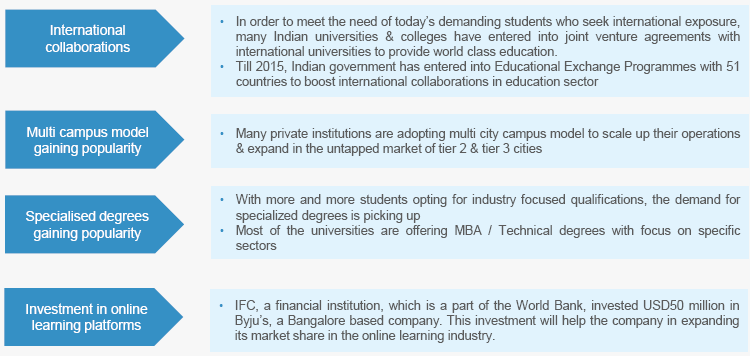 International
collaborations
• In order to meet the need of today's demanding students who seek international exposure,
many Indian universities & colleges have entered into joint venture agreements with
international universities to provide world class education.
• Till 2015, Indian government has entered into Educational Exchange Programmes with 51
countries to boost international collaborations in education sector
Multi campus model
gaining popularity
• Many private institutions are adopting multi city campus model to scale up their operations
& expand in the untapped market of tier 2 & tier 3 cities
Specialised degrees
gaining popularity
• With more and more students opting for industry focused qualifications, the demand for
specialized degrees is picking up
• Most of the universities are offering MBA / Technical degrees with focus on specific
sectors
Investment in online
learning platforms
• IFC, a financial institution, which is a part of the World Bank, invested USD50 million in
Byju's, a Bangalore based company. This investment will help the company in expanding
its market share in the online learning industry.